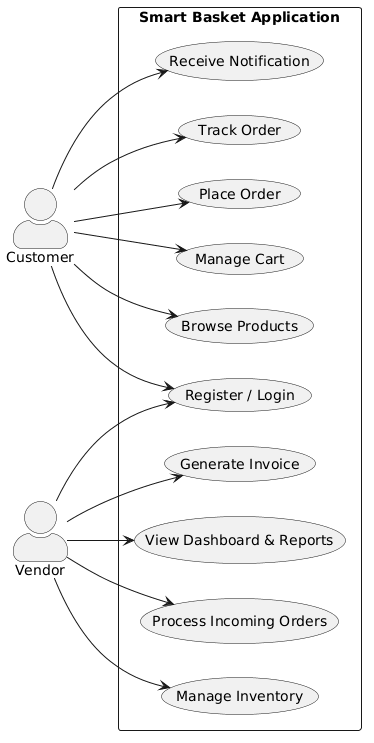 Smart Basket Application
Receive Notification
Track Order
Place Order
Customer
Manage Cart
Browse Products
Register / Login
Generate Invoice
View Dashboard & Reports
Vendor
Process Incoming Orders
Manage Inventory